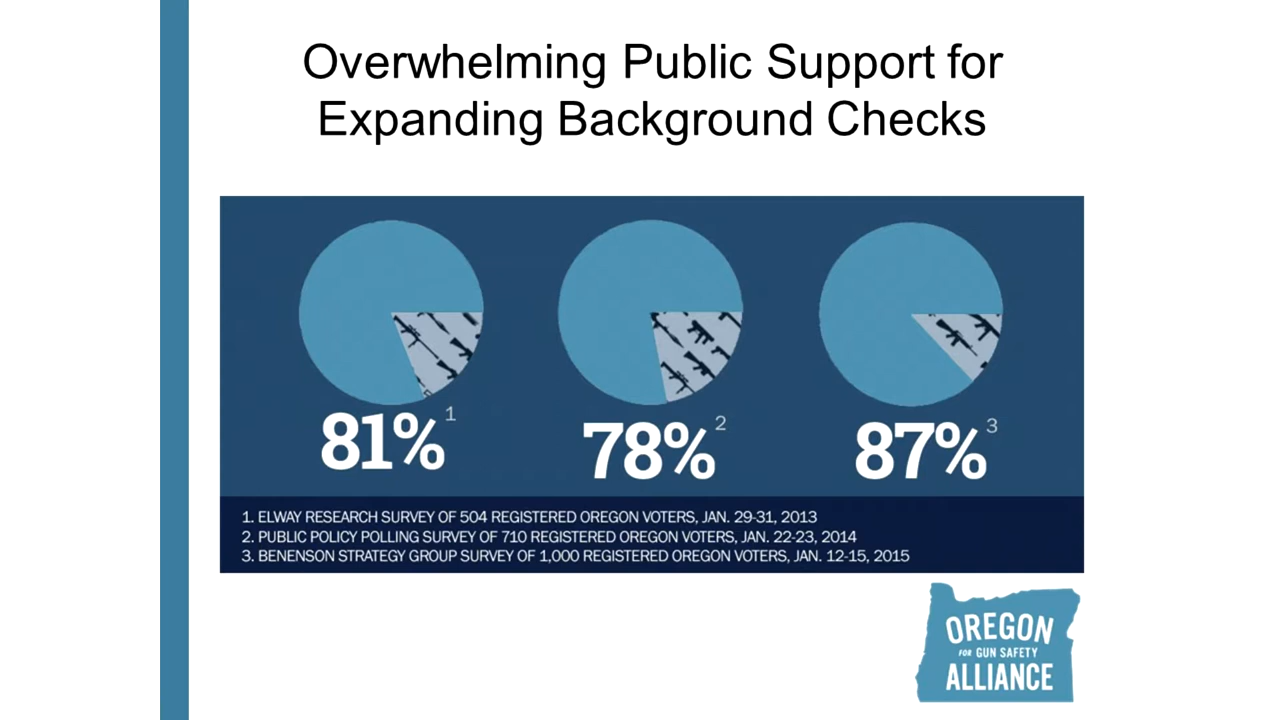 Overwhelming Public Support for
Expanding Background Checks
81%1
78%2
87%3
1. ELWAY RESEARCH SURVEY OF 504 REGISTERED OREGON VOTERS, JAN. 29-31, 2013
2. PUBLIC POLICY POLLING SURVEY OF 710 REGISTERED OREGON VOTERS, JAN. 22-23, 2014
3. BENENSON STRATEGY GROUP SURVEY OF 1,000 REGISTERED OREGON VOTERS, JAN. 12-15, 2015
OREGON
FOR GUN SAFETY
ALLIANCE